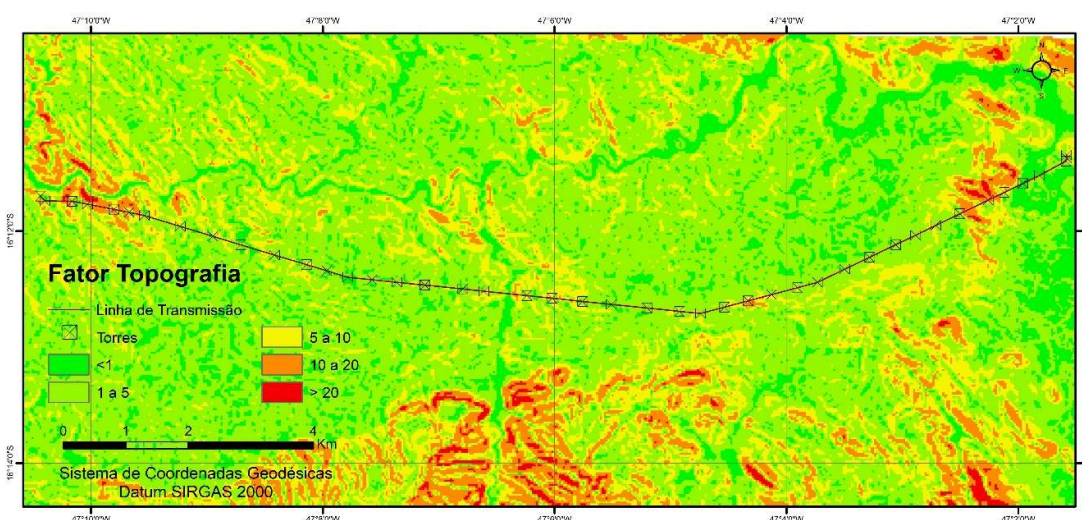 47°10'0"W 47°8'0"W 47°6'0"W 47°4'0"W 47°2'0"W
N
W E
S
16°12'0"S
Fator Topografia
Linha de Transmissão
Torres
5 a 10
<1
10 a 20
1 a 5
> 20
0 1 2 4
Km
Sistema de Coordenadas Geodésicas
Datum SIRGAS 2000
16°14'0"S
47°10'0"W 47°8'0"W 47°6'0"W 47°4'0"W 47°2'0"W